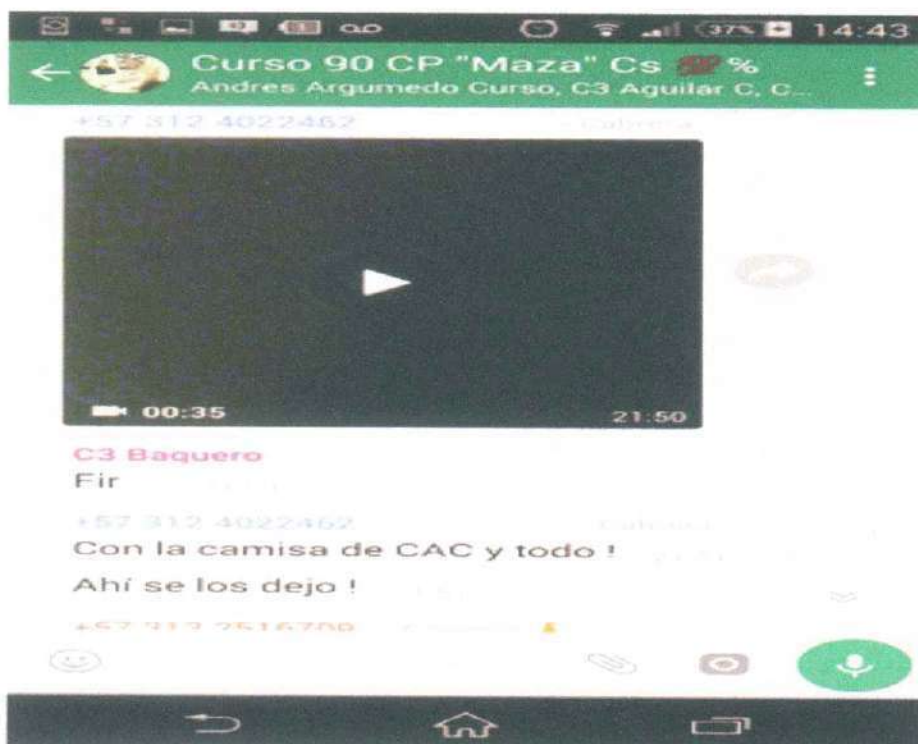 37% 14:43
Curso 90 CP "Maza" Cs 💯 %
Andres Argumedo Curso, C3 Aguilar C, C...
+57 312 4022462
00:35
21:50
C3 Baquero
Fir
+57 312 4022462
Con la camisa de CAC y todo !
Ahí se los dejo !